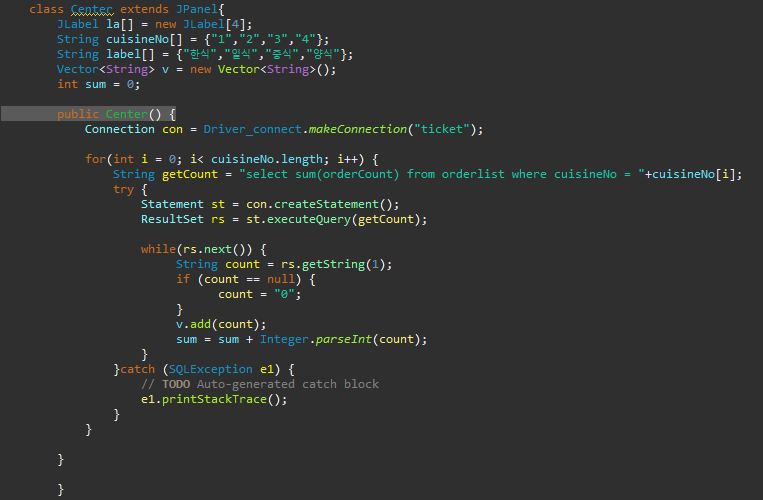 class Center extends JPanel{
JLabel la[] = new JLabel[4];
String cuisineNo[] = {"1","2","3","4"};
String label[] = {"한식","일식","중식","양식"};
Vector<String> v = new Vector<String>();
int sum = 0;
public Center() {
Connection con = Driver_connect.makeConnection("ticket");
for(int i = 0; i< cuisineNo.length; i++) {
String getCount = "select sum(orderCount) from orderlist where cuisineNo = "+cuisineNo[i];
try {
Statement st = con.createStatement();
ResultSet rs = st.executeQuery(getCount);
while(rs.next()) {
String count = rs.getString(1);
if (count == null) {
count = "0";
}
v.add(count);
sum = sum + Integer.parseInt(count);
}
}catch (SQLException e1) {
// TODO Auto-generated catch block
e1.printStackTrace();
}
}
}
}